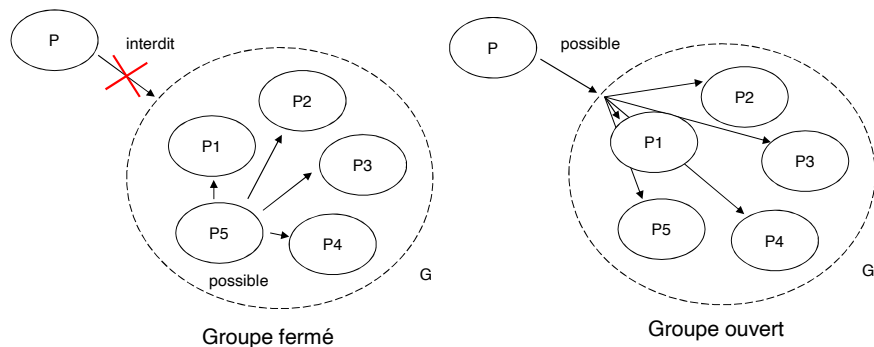 P
interdit
P2
P1
P3
P5
P4
possible
G
Groupe fermé
P
possible
P2
P1
P3
P5
P4
G
Groupe ouvert